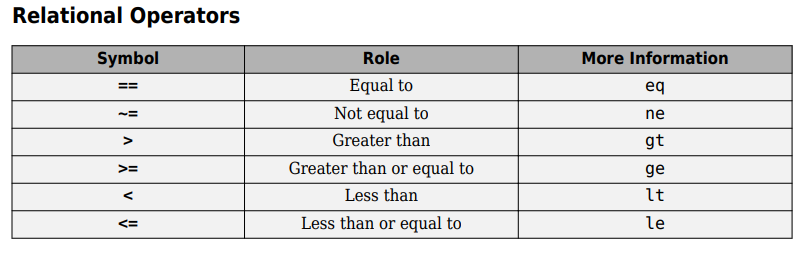 Relational Operators
Symbol Role More Information
== Equal to eq
~= Not equal to ne
> Greater than gt
>= Greater than or equal to ge
< Less than lt
<= Less than or equal to le